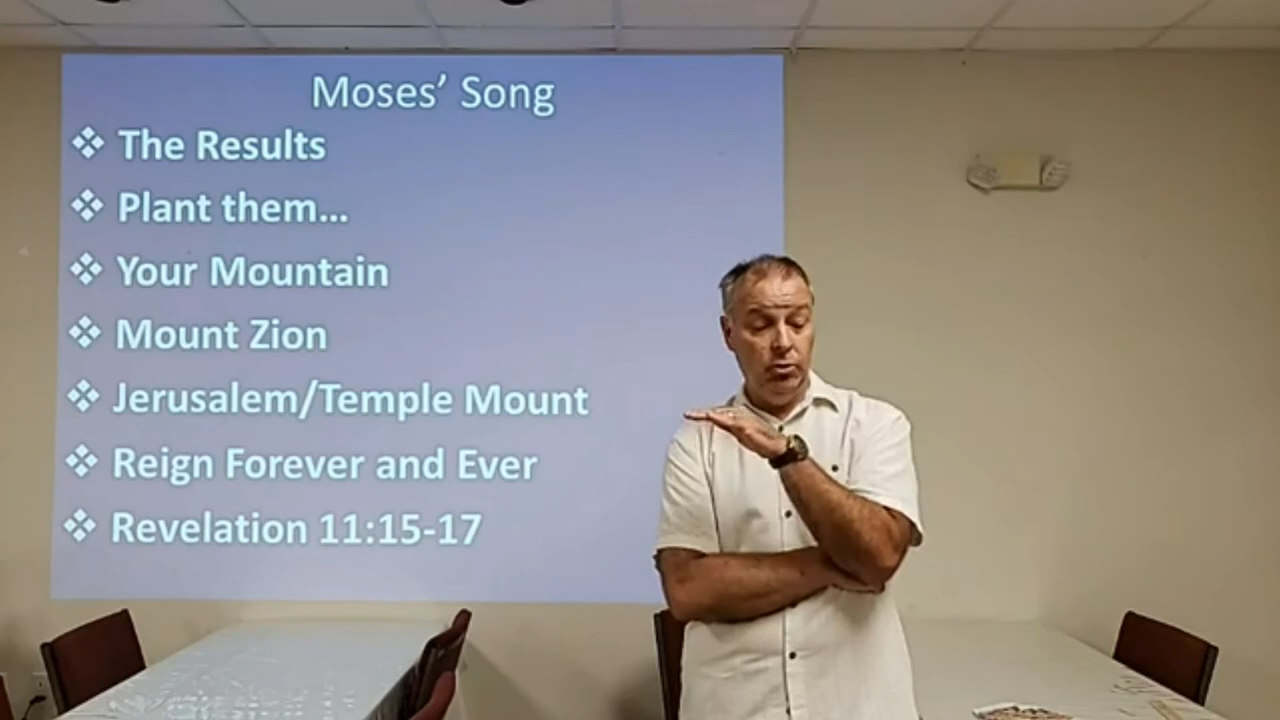 Moses’ Song
❖ The Results
❖ Plant them…
❖ Your Mountain
❖ Mount Zion
❖ Jerusalem/Temple Mount
❖ Reign Forever and Ever
❖ Revelation 11:15-17